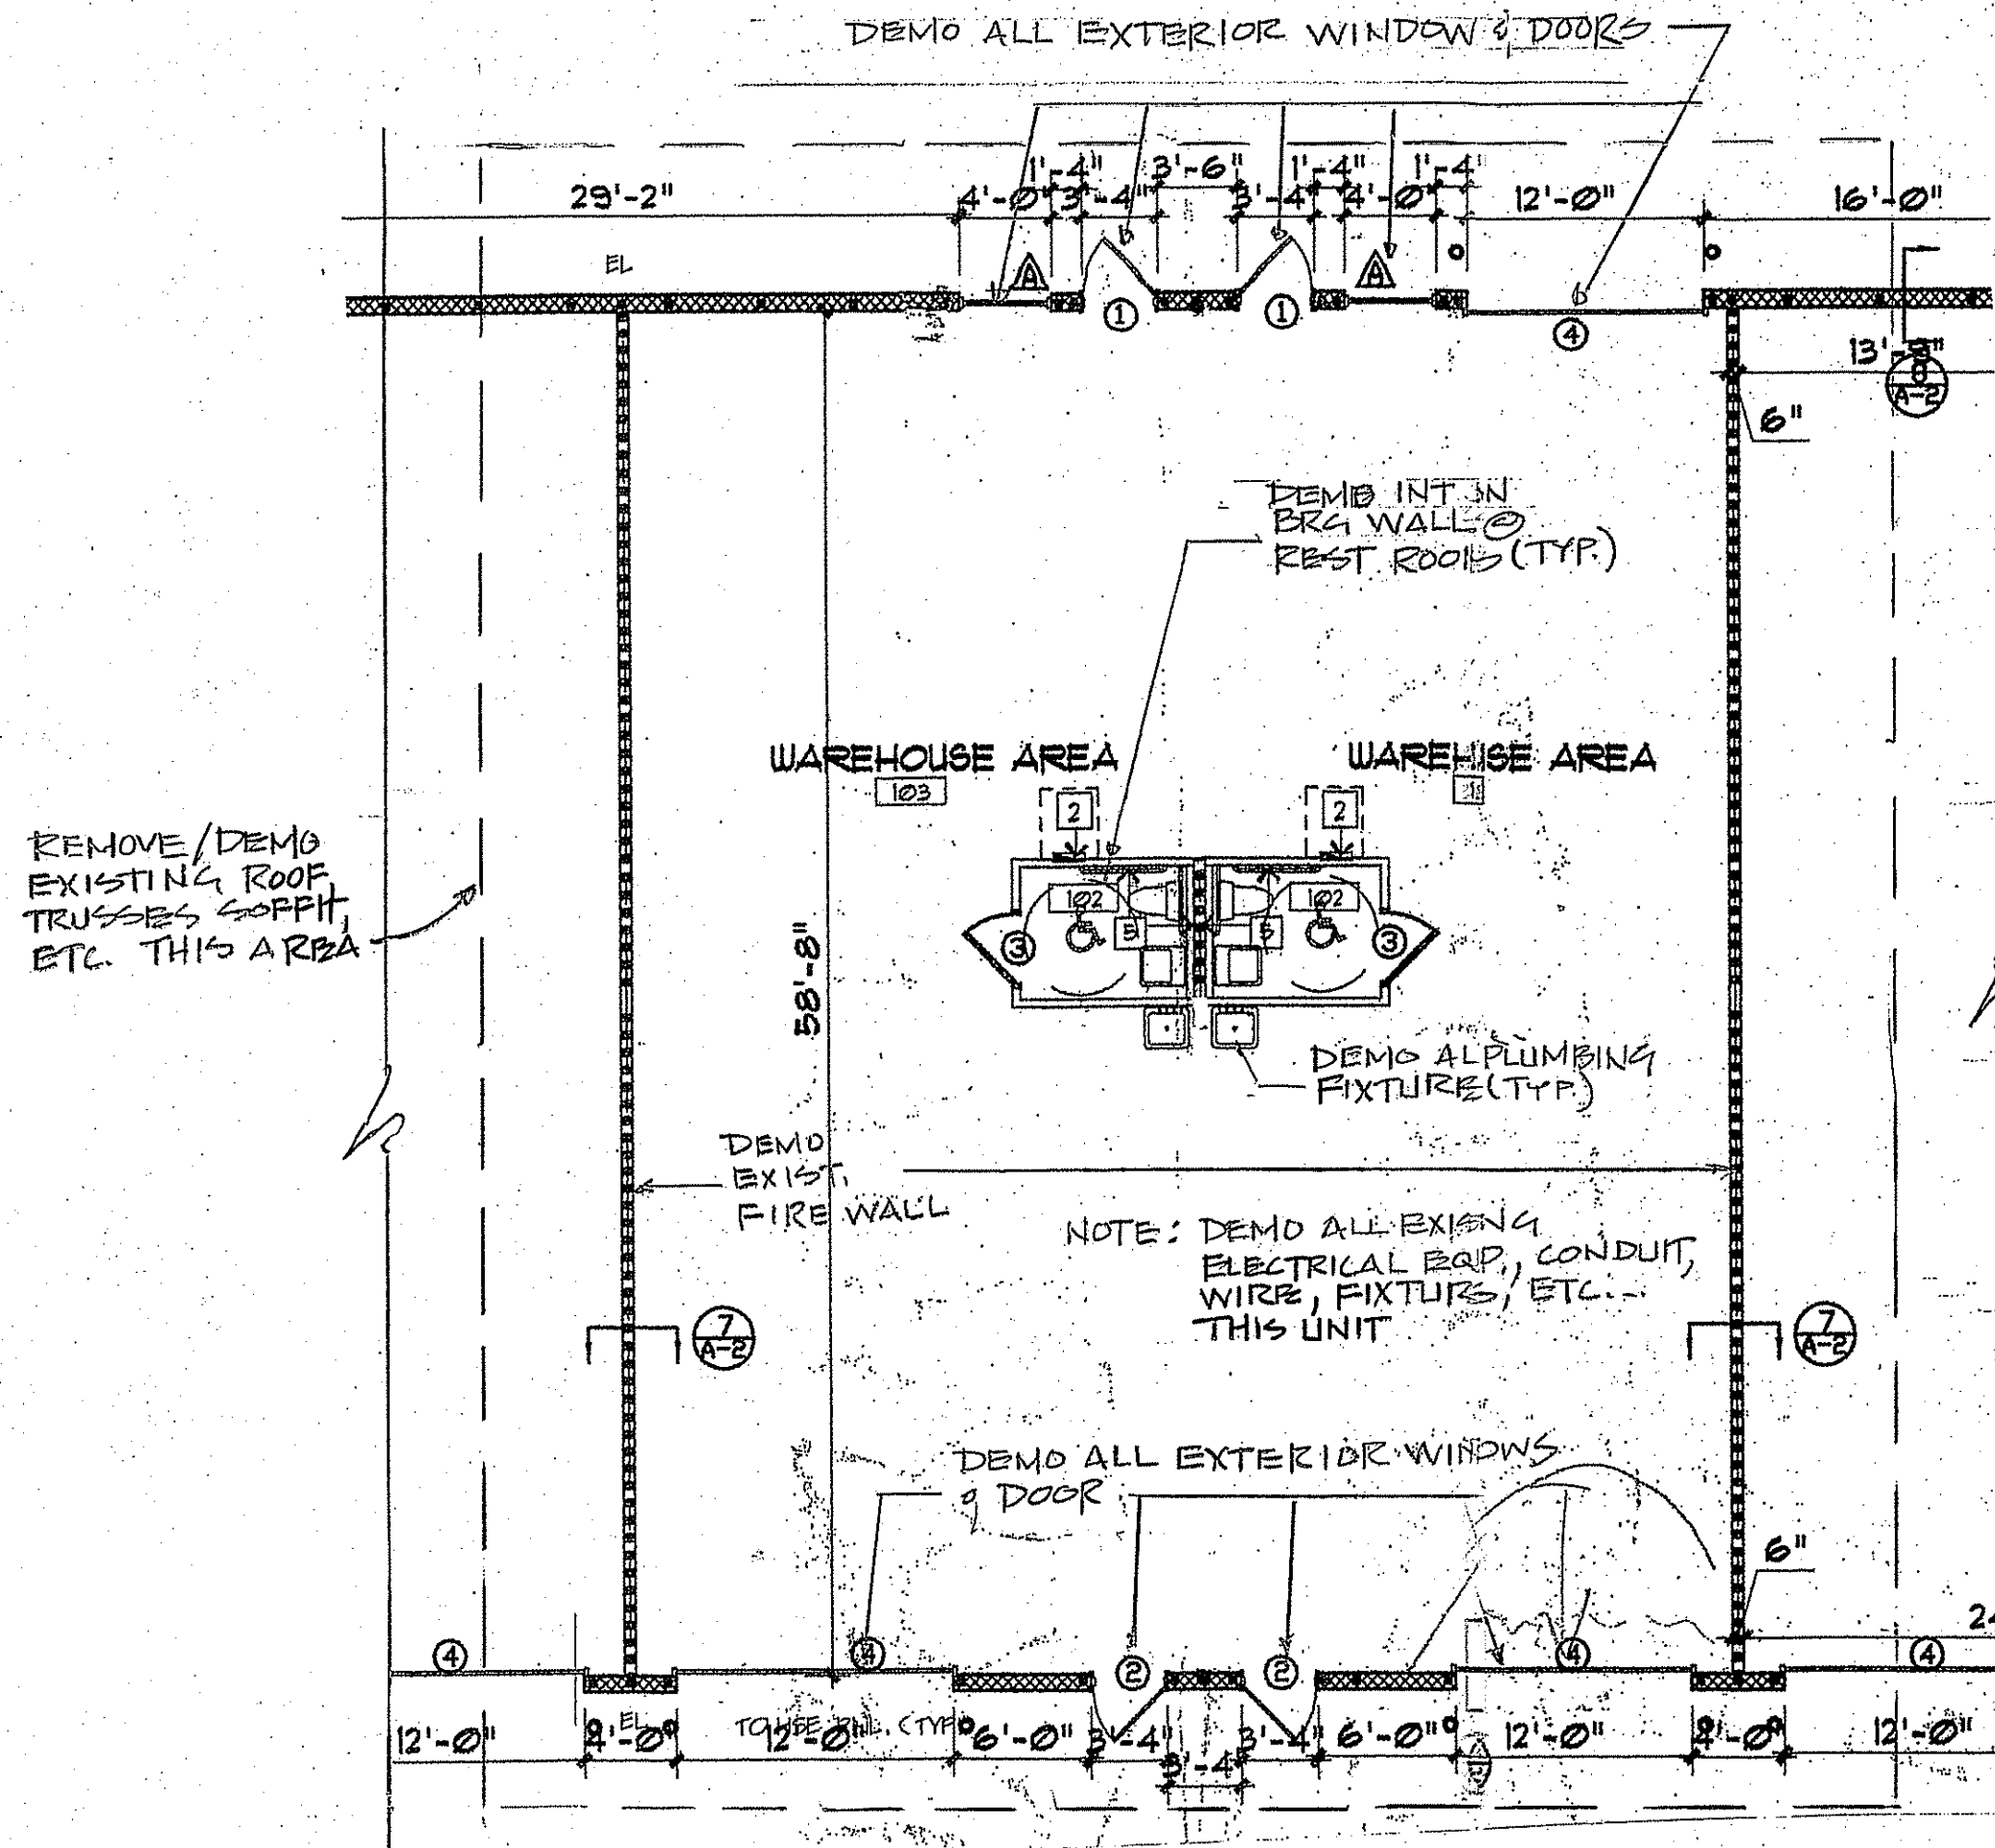 DEMO ALL EXTERIOR WINDOW & DOORS
1'-4" 3'-6" 1'-4" 1'-4'
29'-2" 4'-0" 3'-4" 3'-4" 4'-0" 12'-0" 16'-0"
EL
A A
1 1
4
13'-8"
8
A-2
6"
DEMO INT IN
BRG WALL @
REST ROOMS (TYP.)
WAREHOUSE AREA WAREHISE AREA
103
2 2
REMOVE/DEMO
EXISTING ROOF,
TRUSSES SOFFIT,
ETC. THIS AREA
102 102
3 5 5 3
58'-8"
DEMO ALPLUMBING
FIXTURE(TYP.)
DEMO
EXIST.
FIRE WALL
NOTE: DEMO ALL EXISNG
ELECTRICAL EQP., CONDUIT,
WIRE, FIXTURS, ETC...
THIS UNIT
7
A-2
7
A-2
DEMO ALL EXTERIOR WINDOWS
& DOOR
6"
4 4 2 2 4 4
EL
12'-0" 4'-0" 12'-0" 6'-0" 3'-4" 3'-4" 6'-0" 12'-0" 4'-0" 12'-0"
3'-4"